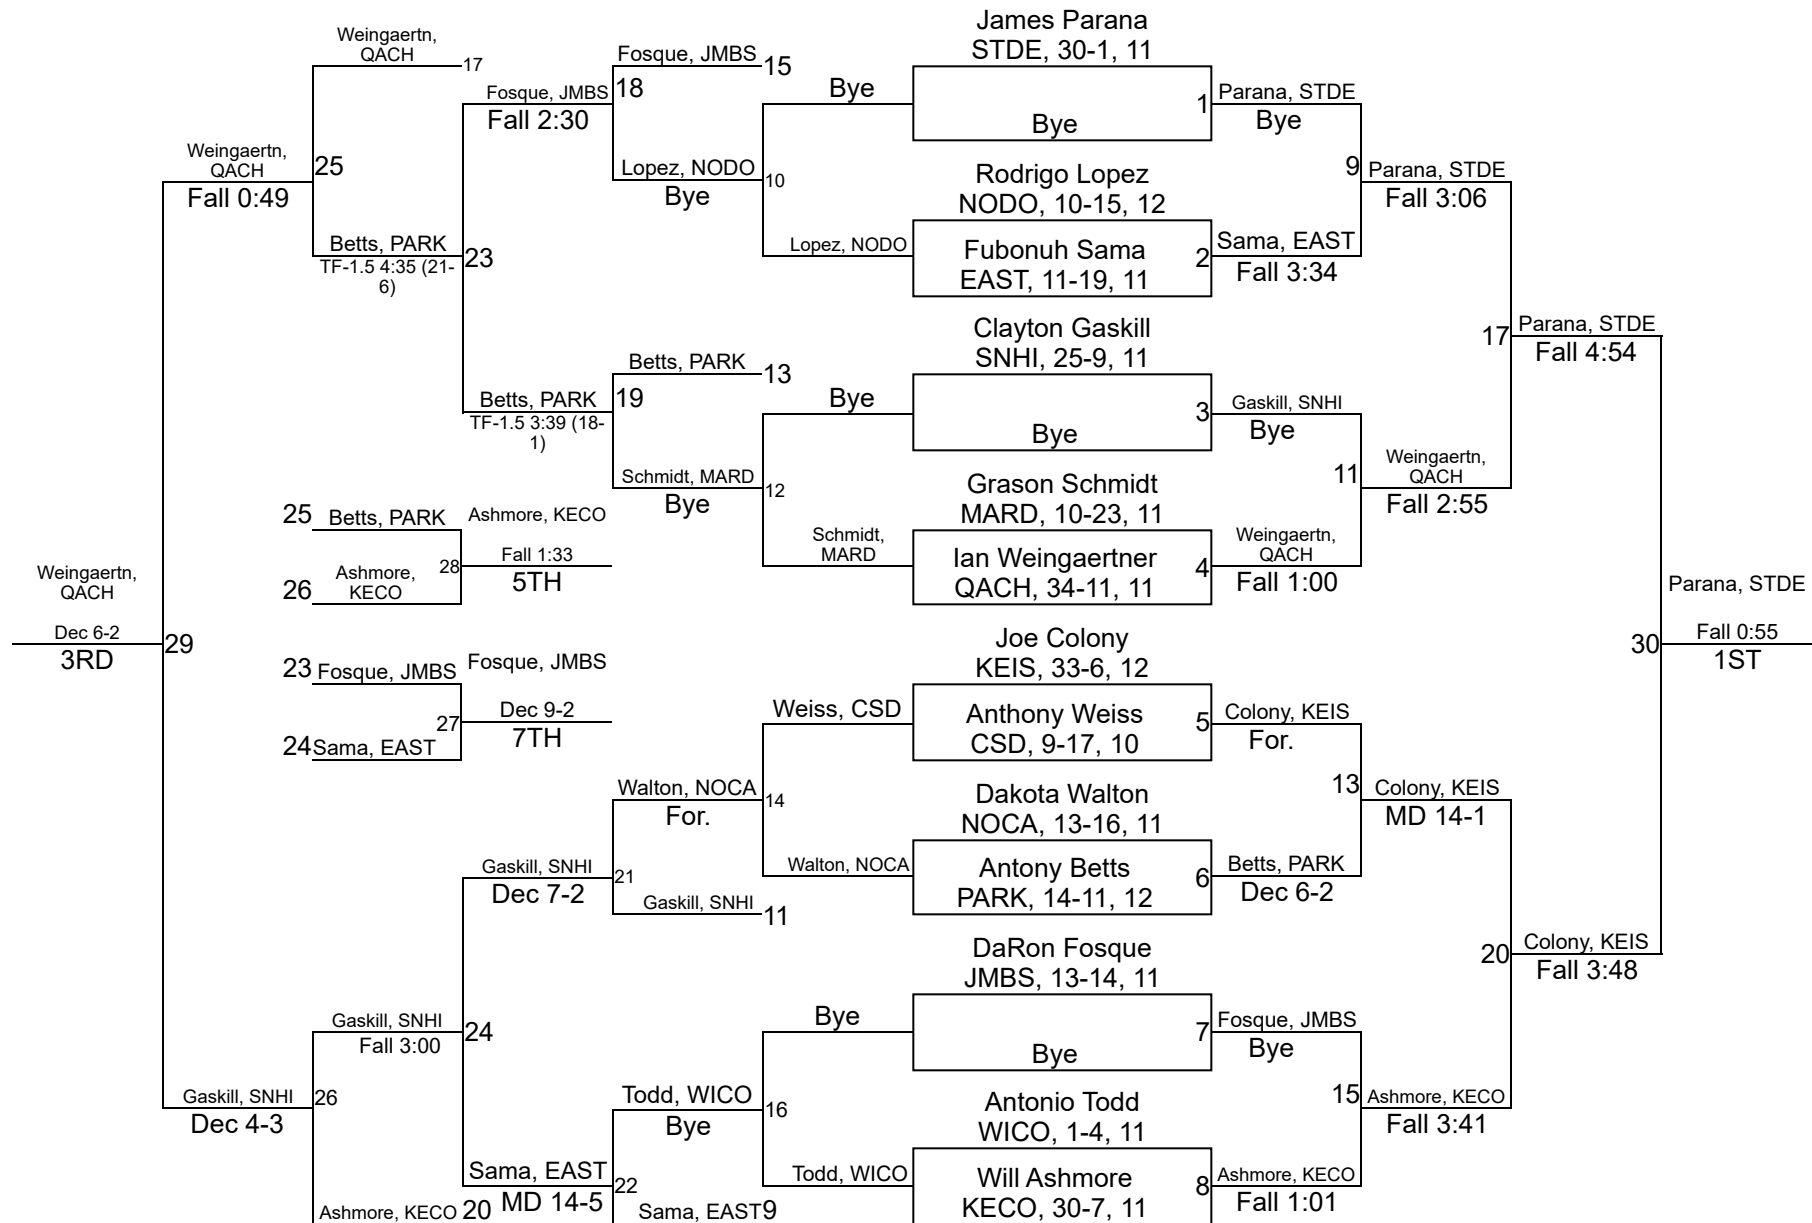 James Parana
STDE, 30-1, 11
Weingaertn,
QACH
17
Fosque, JMBS
15
18
Fosque, JMBS
Fall 2:30
Bye
1
Bye
Parana, STDE
Bye
Weingaertn,
QACH
Fall 0:49
25
Lopez, NODO
Bye
10
Rodrigo Lopez
NODO, 10-15, 12
9
Parana, STDE
Fall 3:06
Betts, PARK
TF-1.5 4:35 (21-
6)
23
Lopez, NODO
Fubonuh Sama
EAST, 11-19, 11
2
Sama, EAST
Fall 3:34
Clayton Gaskill
SNHI, 25-9, 11
17
Parana, STDE
Fall 4:54
Betts, PARK
13
Betts, PARK
TF-1.5 3:39 (18-
1)
19
Bye
3
Bye
Gaskill, SNHI
Bye
Schmidt, MARD
Bye
12
Grason Schmidt
MARD, 10-23, 11
11
Weingaertn,
QACH
Fall 2:55
25
Betts, PARK
Ashmore, KECO
28
Fall 1:33
5TH
26
Ashmore,
KECO
Schmidt,
MARD
Ian Weingaertner
QACH, 34-11, 11
4
Weingaertn,
QACH
Fall 1:00
Weingaertn,
QACH
Dec 6-2
3RD
29
Joe Colony
KEIS, 33-6, 12
30
Parana, STDE
Fall 0:55
1ST
23
Fosque, JMBS
Fosque, JMBS
27
Dec 9-2
7TH
24
Sama, EAST
Weiss, CSD
Anthony Weiss
CSD, 9-17, 10
5
Colony, KEIS
For.
Walton, NOCA
For.
14
Dakota Walton
NOCA, 13-16, 11
13
Colony, KEIS
MD 14-1
Gaskill, SNHI
Dec 7-2
21
Walton, NOCA
Antony Betts
PARK, 14-11, 12
6
Betts, PARK
Dec 6-2
Gaskill, SNHI
11
DaRon Fosque
JMBS, 13-14, 11
20
Colony, KEIS
Fall 3:48
Gaskill, SNHI
Fall 3:00
24
Bye
7
Bye
Fosque, JMBS
Bye
Gaskill, SNHI
Dec 4-3
26
Todd, WICO
Bye
16
Antonio Todd
WICO, 1-4, 11
15
Ashmore, KECO
Fall 3:41
Sama, EAST
MD 14-5
22
Todd, WICO
Will Ashmore
KECO, 30-7, 11
8
Ashmore, KECO
Fall 1:01
Ashmore, KECO
20
Sama, EAST
9